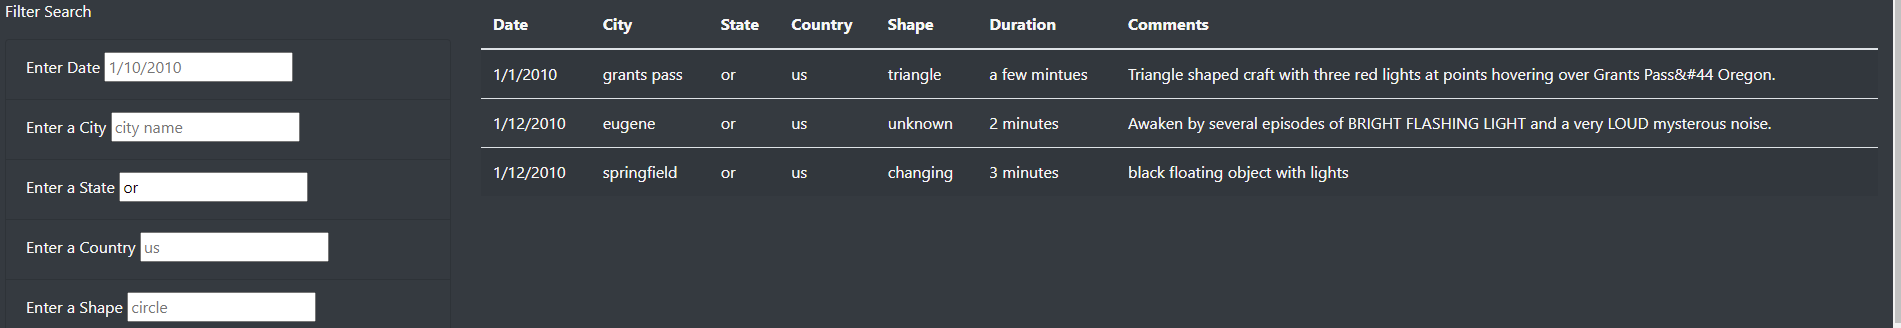 Filter Search
Enter Date 1/10/2010
Enter a City city name
Enter a State or
Enter a Country us
Enter a Shape circle
Date City State Country Shape Duration Comments
1/1/2010 grants pass or us triangle a few mintues Triangle shaped craft with three red lights at points hovering over Grants Pass&#44 Oregon.
1/12/2010 eugene or us unknown 2 minutes Awaken by several episodes of BRIGHT FLASHING LIGHT and a very LOUD mysterous noise.
1/12/2010 springfield or us changing 3 minutes black floating object with lights